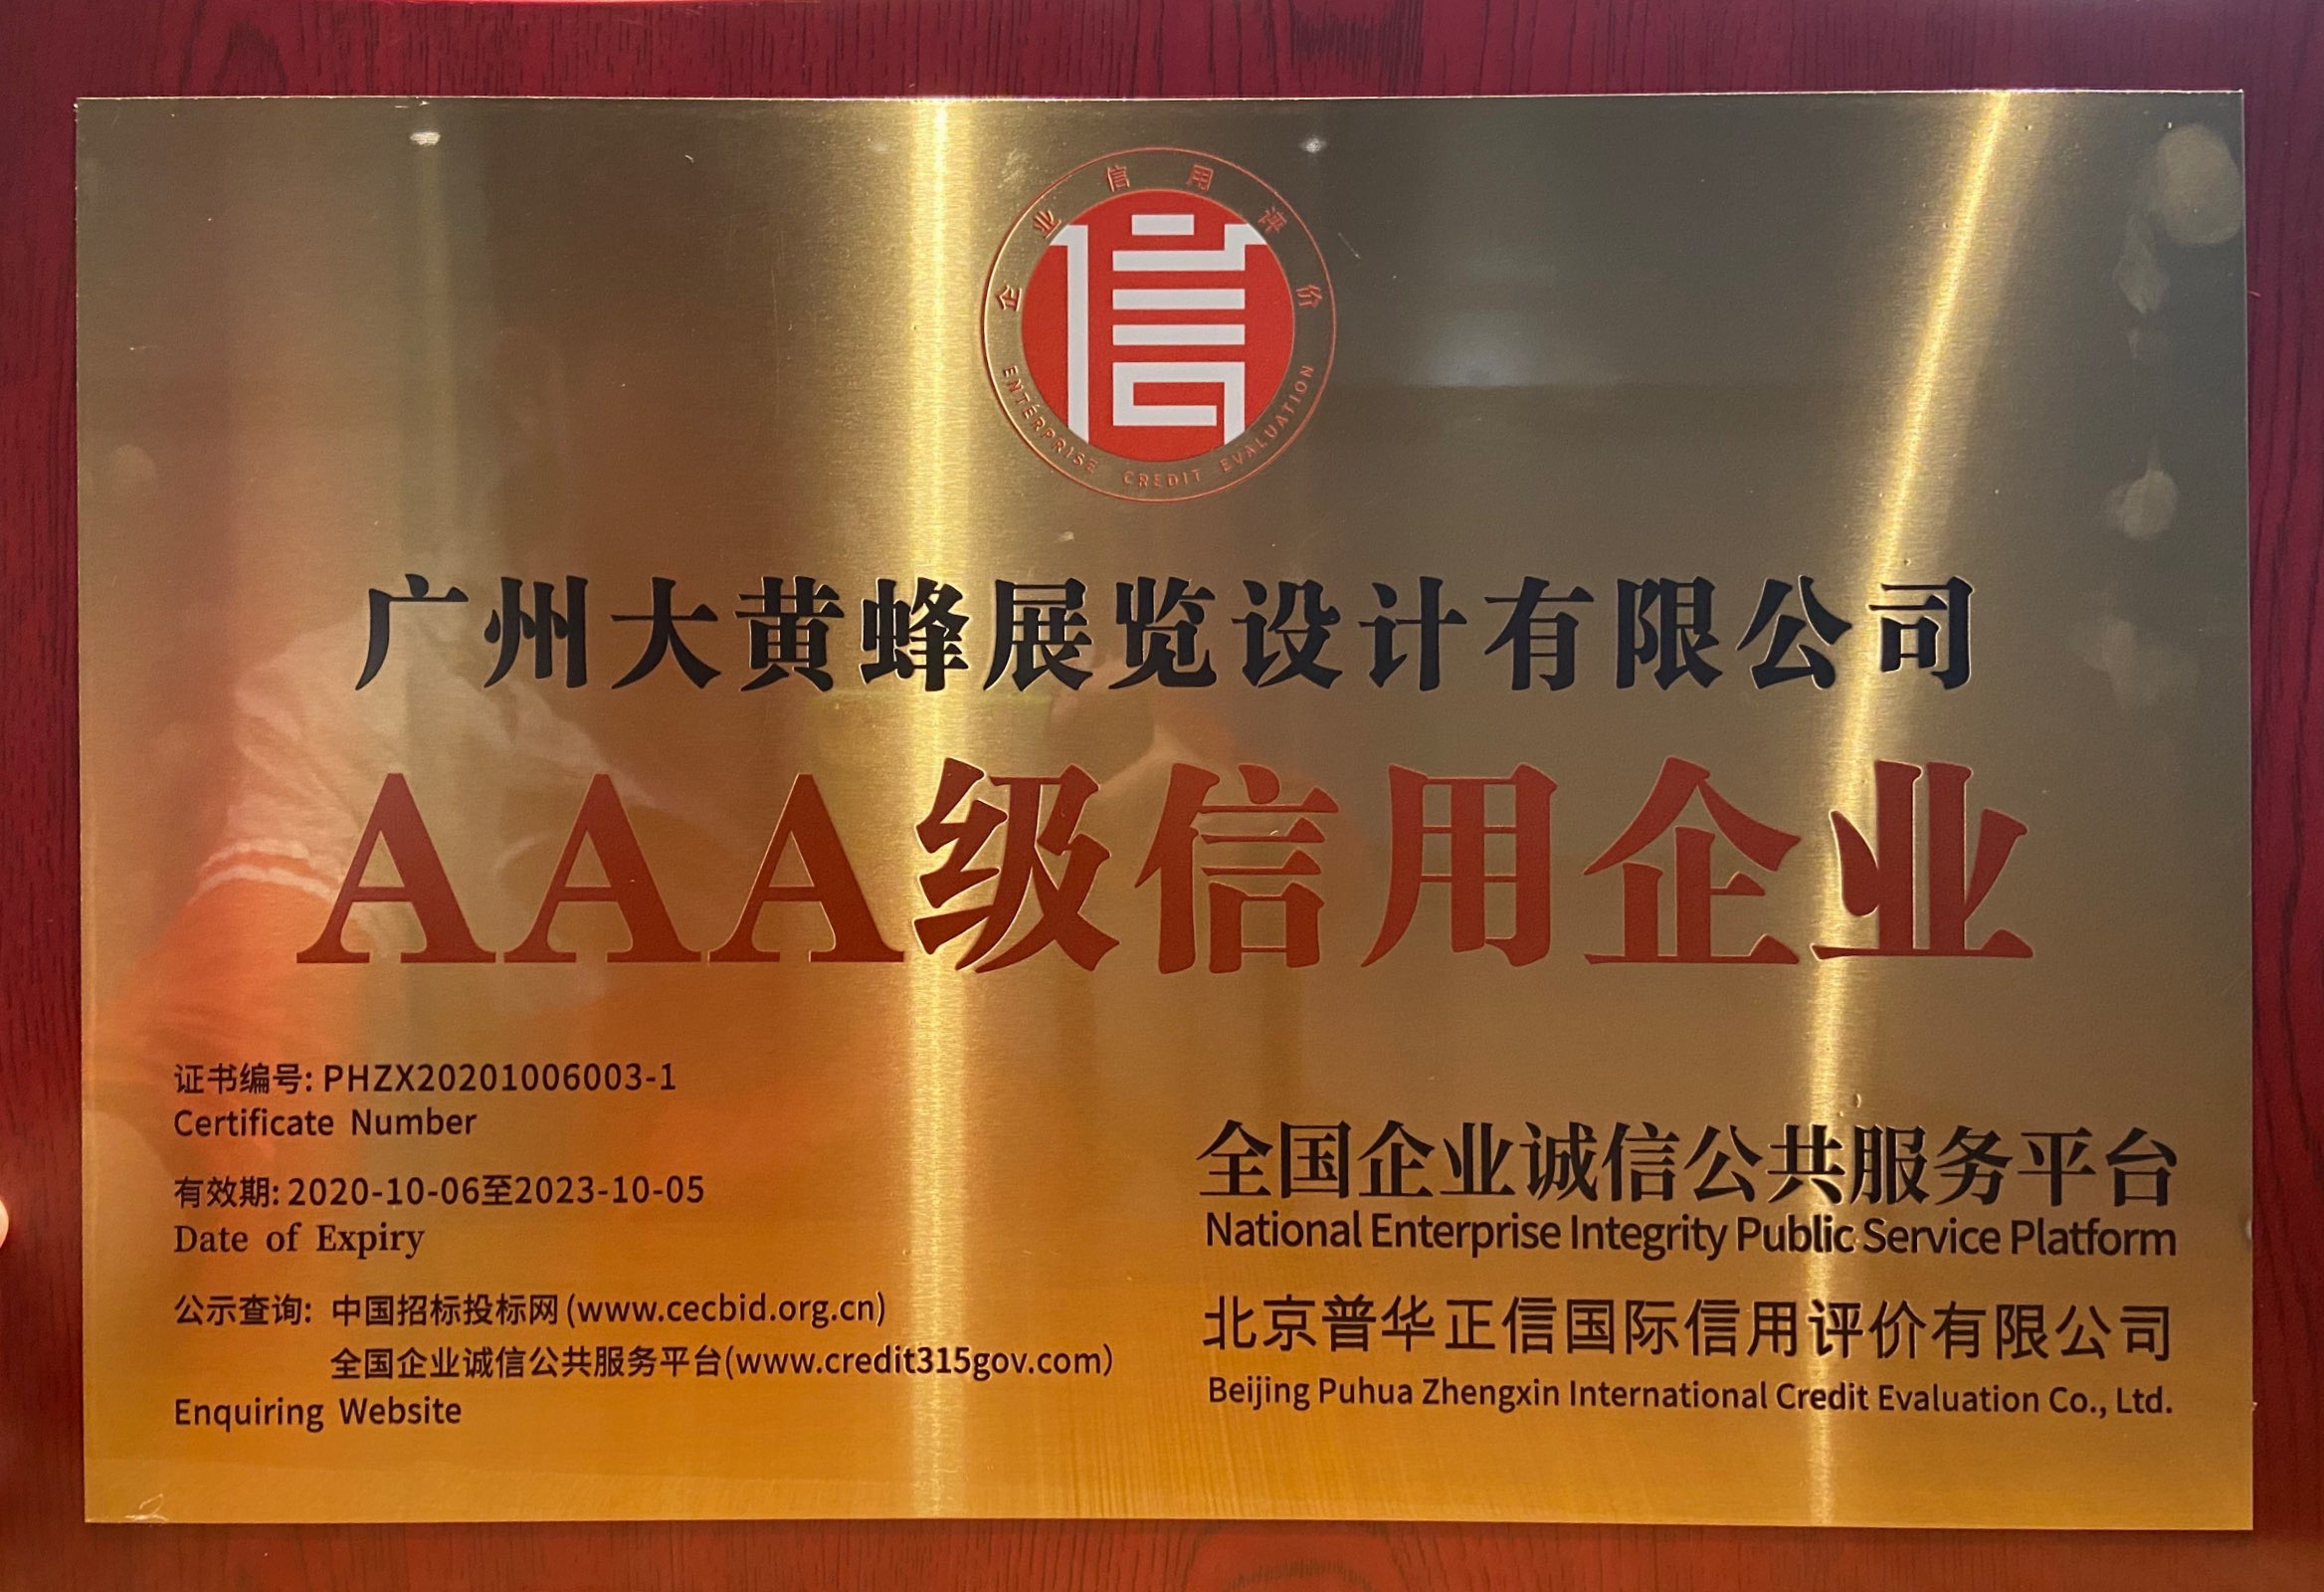 企业信用评价
信
ENTERPRISE CREDIT EVALUATION
广州大黄蜂展览设计有限公司
AAA级信用企业
证书编号: PHZX20201006003-1
Certificate Number
有效期: 2020-10-06至2023-10-05
Date of Expiry
公示查询: 中国招标投标网 (www.cecbid.org.cn)
全国企业诚信公共服务平台(www.credit315gov.com)
Enquiring Website
全国企业诚信公共服务平台
National Enterprise Integrity Public Service Platform
北京普华正信国际信用评价有限公司
Beijing Puhua Zhengxin International Credit Evaluation Co., Ltd.